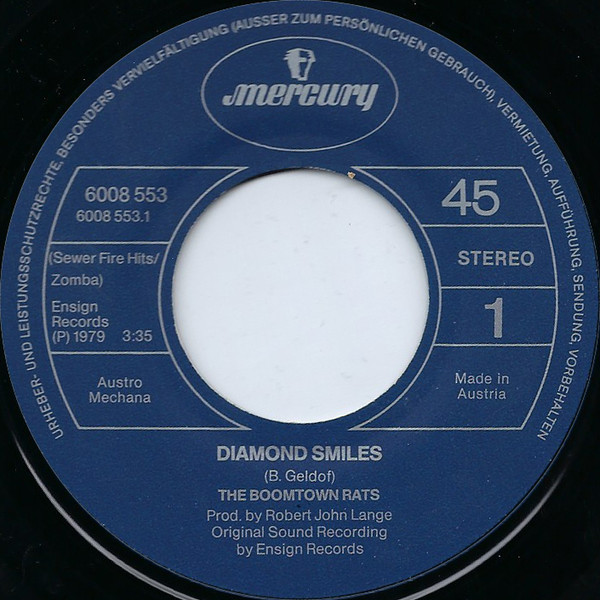 URHEBER- UND LEISTUNGSSCHUTZRECHTE, BESONDERS VERVIELFÄLTIGUNG (AUSSER ZUM PERSÖNLICHEN GEBRAUCH), VERMIETUNG, AUFFÜHRUNG, SENDUNG, VORBEHALTEN
mercury
6008 553
6008 553.1
(Sewer Fire Hits/
Zomba)
Ensign
Records
(P) 1979 3:35
Austro
Mechana
45
STEREO
1
Made in
Austria
DIAMOND SMILES
(B. Geldof)
THE BOOMTOWN RATS
Prod. by Robert John Lange
Original Sound Recording
by Ensign Records